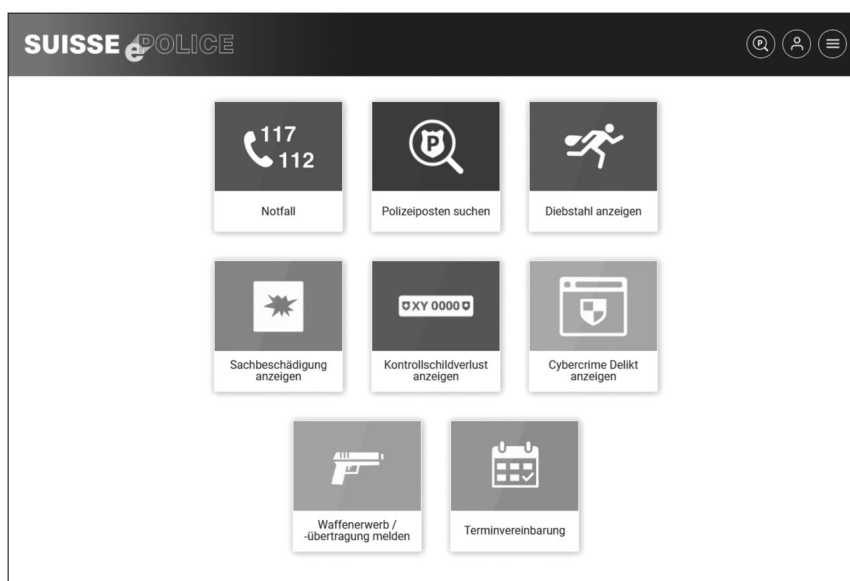 SUISSE ePOLICE
P
117
112
P
Notfall
Polizeiposten suchen
Diebstahl anzeigen
XY 0000
Sachbeschädigung
anzeigen
Kontrollschildverlust
anzeigen
Cybercrime Delikt
anzeigen
Waffenerwerb /
-übertragung melden
Terminvereinbarung